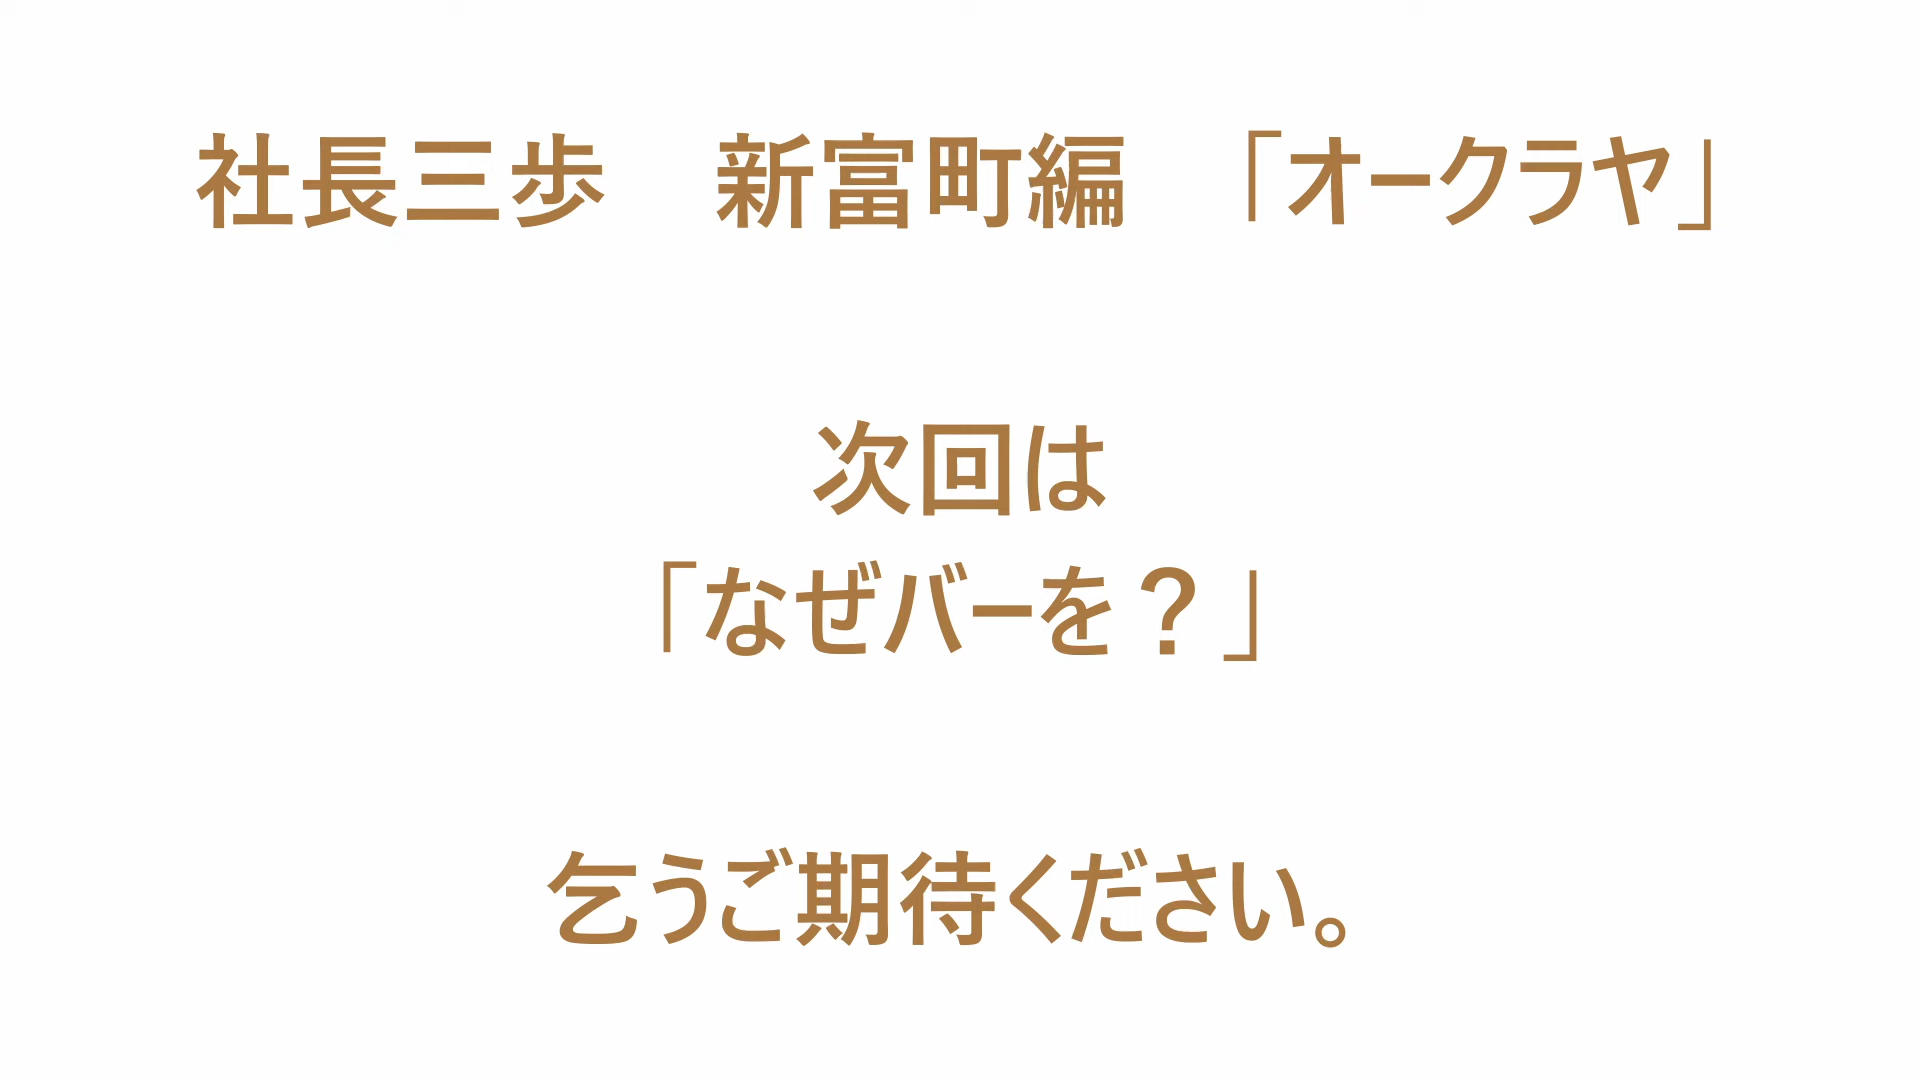 社長三歩　新富町編　「オークラヤ」
次回は
「なぜバーを？」
乞うご期待ください。